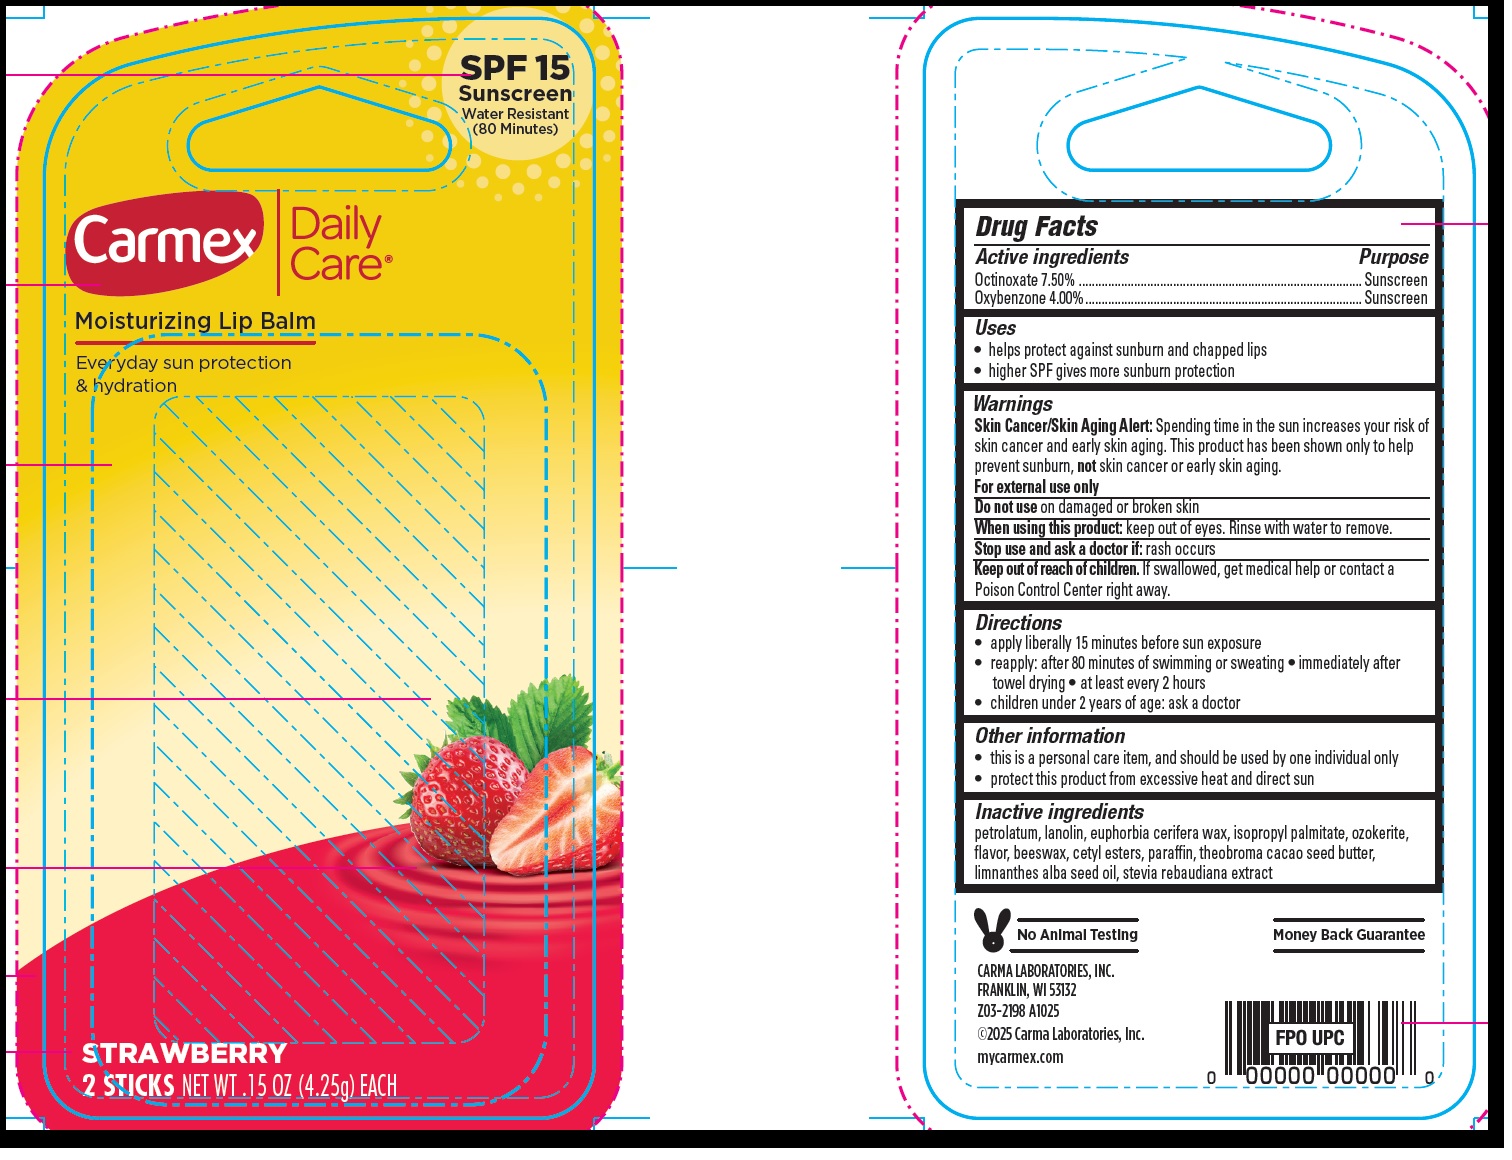 SPF 15
Sunscreen
Water Resistant
(80 Minutes)
Carmex
Daily
Care®
Moisturizing Lip Balm
Everyday sun protection
& hydration
STRAWBERRY
2 STICKS NET WT .15 OZ (4.25g) EACH
Drug Facts
Active ingredients Purpose
Octinoxate 7.50% ........ Sunscreen
Oxybenzone 4.00% ........ Sunscreen
Uses
• helps protect against sunburn and chapped lips
• higher SPF gives more sunburn protection
Warnings
Skin Cancer/Skin Aging Alert: Spending time in the sun increases your risk of
skin cancer and early skin aging. This product has been shown only to help
prevent sunburn, not skin cancer or early skin aging.
For external use only
Do not use on damaged or broken skin
When using this product: keep out of eyes. Rinse with water to remove.
Stop use and ask a doctor if: rash occurs
Keep out of reach of children. If swallowed, get medical help or contact a
Poison Control Center right away.
Directions
• apply liberally 15 minutes before sun exposure
• reapply: after 80 minutes of swimming or sweating • immediately after
towel drying • at least every 2 hours
• children under 2 years of age: ask a doctor
Other information
• this is a personal care item, and should be used by one individual only
• protect this product from excessive heat and direct sun
Inactive ingredients
petrolatum, lanolin, euphorbia cerifera wax, isopropyl palmitate, ozokerite,
flavor, beeswax, cetyl esters, paraffin, theobroma cacao seed butter,
limnanthes alba seed oil, stevia rebaudiana extract
No Animal Testing
Money Back Guarantee
CARMA LABORATORIES, INC.
FRANKLIN, WI 53132
Z03-2198 A1025
©2025 Carma Laboratories, Inc.
mycarmex.com
FPO UPC
0 00000 00000 0